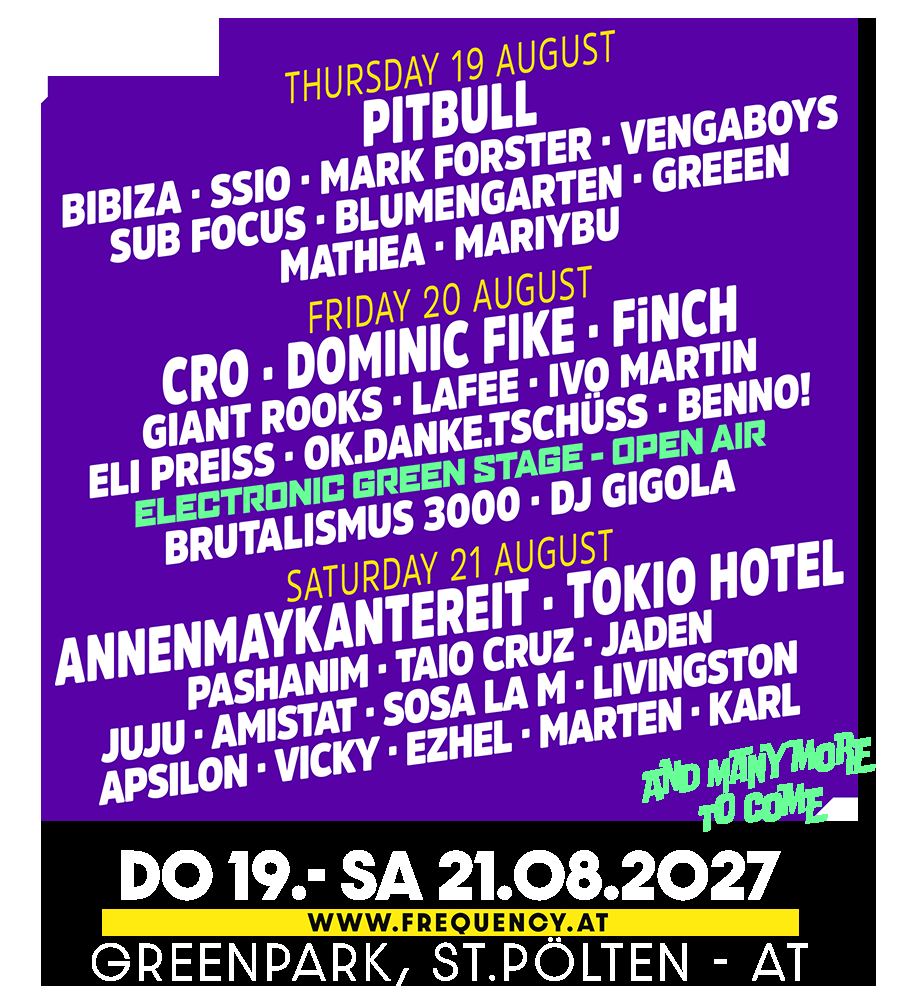 THURSDAY 19 AUGUST
PITBULL
BIBIZA · SSIO · MARK FORSTER · VENGABOYS
SUB FOCUS · BLUMENGARTEN · GREEEN
MATHEA · MARIYBU
FRIDAY 20 AUGUST
CRO · DOMINIC FIKE · FiNCH
GIANT ROOKS · LAFEE · IVO MARTIN
ELI PREISS · OK.DANKE.TSCHÜSS · BENNO!
ELECTRONIC GREEN STAGE - OPEN AIR
BRUTALISMUS 3000 · DJ GIGOLA
SATURDAY 21 AUGUST
ANNENMAYKANTEREIT · TOKIO HOTEL
PASHANIM · TAIO CRUZ · JADEN
JUJU · AMISTAT · SOSA LA M · LIVINGSTON
APSILON · VICKY · EZHEL · MARTEN · KARL
AND MANY MORE
TO COME
DO 19.- SA 21.08.2027
WWW.FREQUENCY.AT
GREENPARK, ST.PÖLTEN - AT